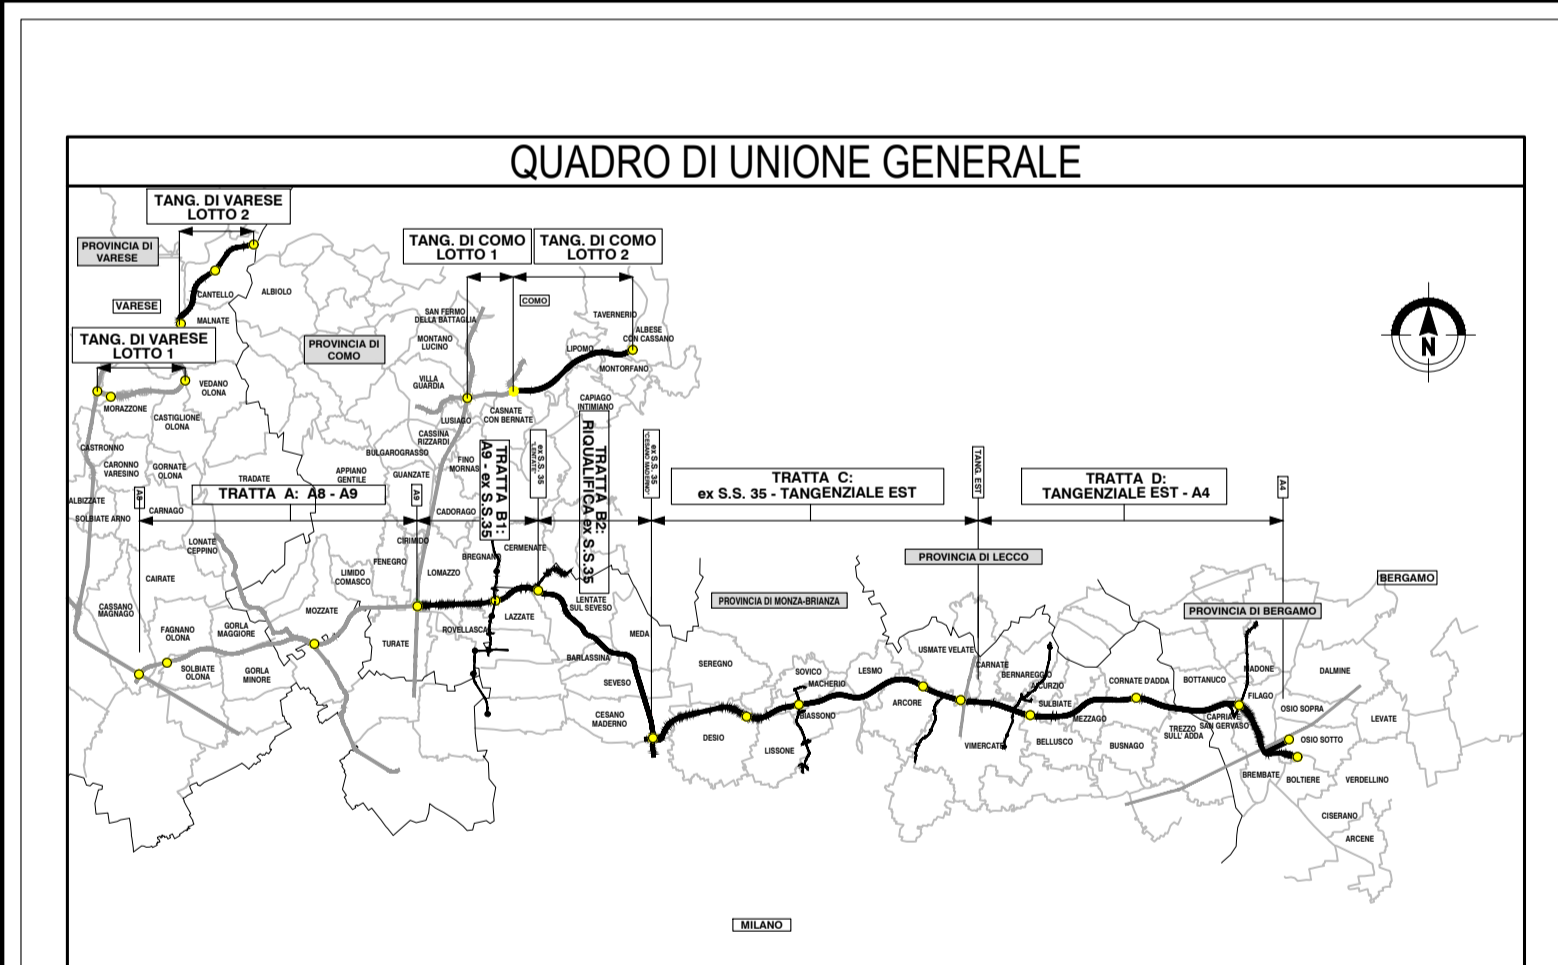 QUADRO DI UNIONE GENERALE
TANG. DI VARESE
LOTTO 2
PROVINCIA DI
VARESE
TANG. DI COMO
LOTTO 1
TANG. DI COMO
LOTTO 2
CANTELLO
ALBIOLO
VARESE
MALNATE
COMO
SAN FERMO
DELLA BATTAGLIA
TAVERNERIO
ALBESE
CON CASSANO
TANG. DI VARESE
LOTTO 1
PROVINCIA DI
COMO
MONTANO
LUCINO
LIPOMO
MONTORFANO
N
VILLA
GUARDIA
VEDANO
OLONA
MORAZZONE
CASTIGLIONE
OLONA
CAPIAGO
INTIMIANO
CASNATE
CON BERNATE
LUSIAGO
CASSINA
RIZZARDI
CASTRONNO
BULGAROGRASSO
CARONNO
VARESINO
GORNATE
OLONA
TRADATE
APPIANO
GENTILE
GUANZATE
FINO
MORNAS
TRATTA B1:
A9 - ex S.S.35
ex S.S. 35
"LENTATE"
TRATTA B2:
RIQUALIFICA ex S.S.35
ex S.S. 35
"CESANO MADERNO"
TRATTA C:
ex S.S. 35 - TANGENZIALE EST
TANG. EST
TRATTA D:
TANGENZIALE EST - A4
A4
A8
TRATTA A: A8 - A9
A9
ALBIZZATE
SOLBIATE ARNO
CARNAGO
CADORAGO
LONATE
CEPPINO
CIRIMIDO
BREGNANO
CERMENATE
FENEGRO
LIMIDO
COMASCO
LOMAZZO
CAIRATE
PROVINCIA DI LECCO
BERGAMO
PROVINCIA DI MONZA-BRIANZA
PROVINCIA DI BERGAMO
CASSANO
MAGNAGO
MOZZATE
LENTATE
SUL SEVESO
LAZZATE
FAGNANO
OLONA
GORLA
MAGGIORE
ROVELLASCA
TURATE
MEDA
BARLASSINA
SEREGNO
SOVICO
LESMO
USMATE VELATE
CARNATE
SOLBIATE
OLONA
GORLA
MINORE
SEVESO
MACHERIO
BERNAREGGIO
AICURZIO
CORNATE D'ADDA
BOTTANUCO
MADONE
DALMINE
CESANO
MADERNO
BIASSONO
ARCORE
SULBIATE
MEZZAGO
FILAGO
OSIO SOPRA
CAPRIATE
SAN GERVASO
LEVATE
DESIO
LISSONE
VIMERCATE
BELLUSCO
BUSNAGO
TREZZO
SULL' ADDA
OSIO SOTTO
BREMBATE
BOLTIERE
VERDELLINO
CISERANO
ARCENE
MILANO